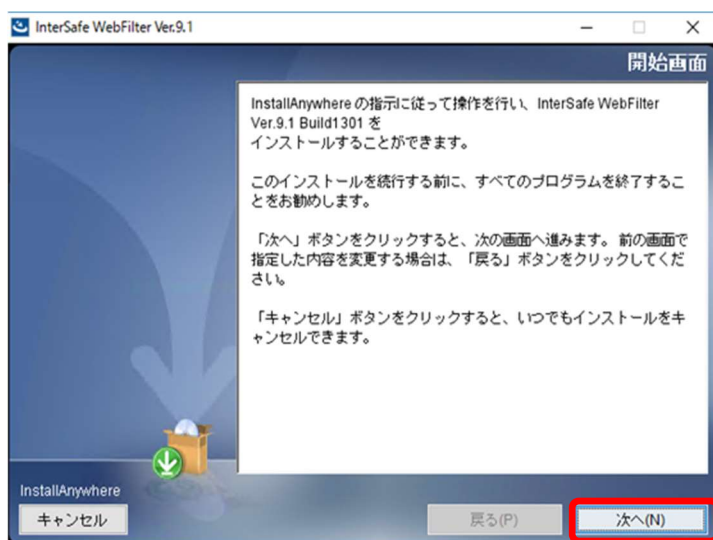 InterSafe WebFilter Ver.9.1
開始画面
InstallAnywhere の指示に従って操作を行い、InterSafe WebFilter
Ver.9.1 Build1301 を
インストールすることができます。
このインストールを続行する前に、すべてのプログラムを終了するこ
とをお勧めします。
「次へ」ボタンをクリックすると、次の画面へ進みます。 前の画面で
指定した内容を変更する場合は、「戻る」ボタンをクリックしてくだ
さい。
「キャンセル」ボタンをクリックすると、いつでもインストールをキ
ャンセルできます。
InstallAnywhere
キャンセル
戻る(P)
次へ(N)